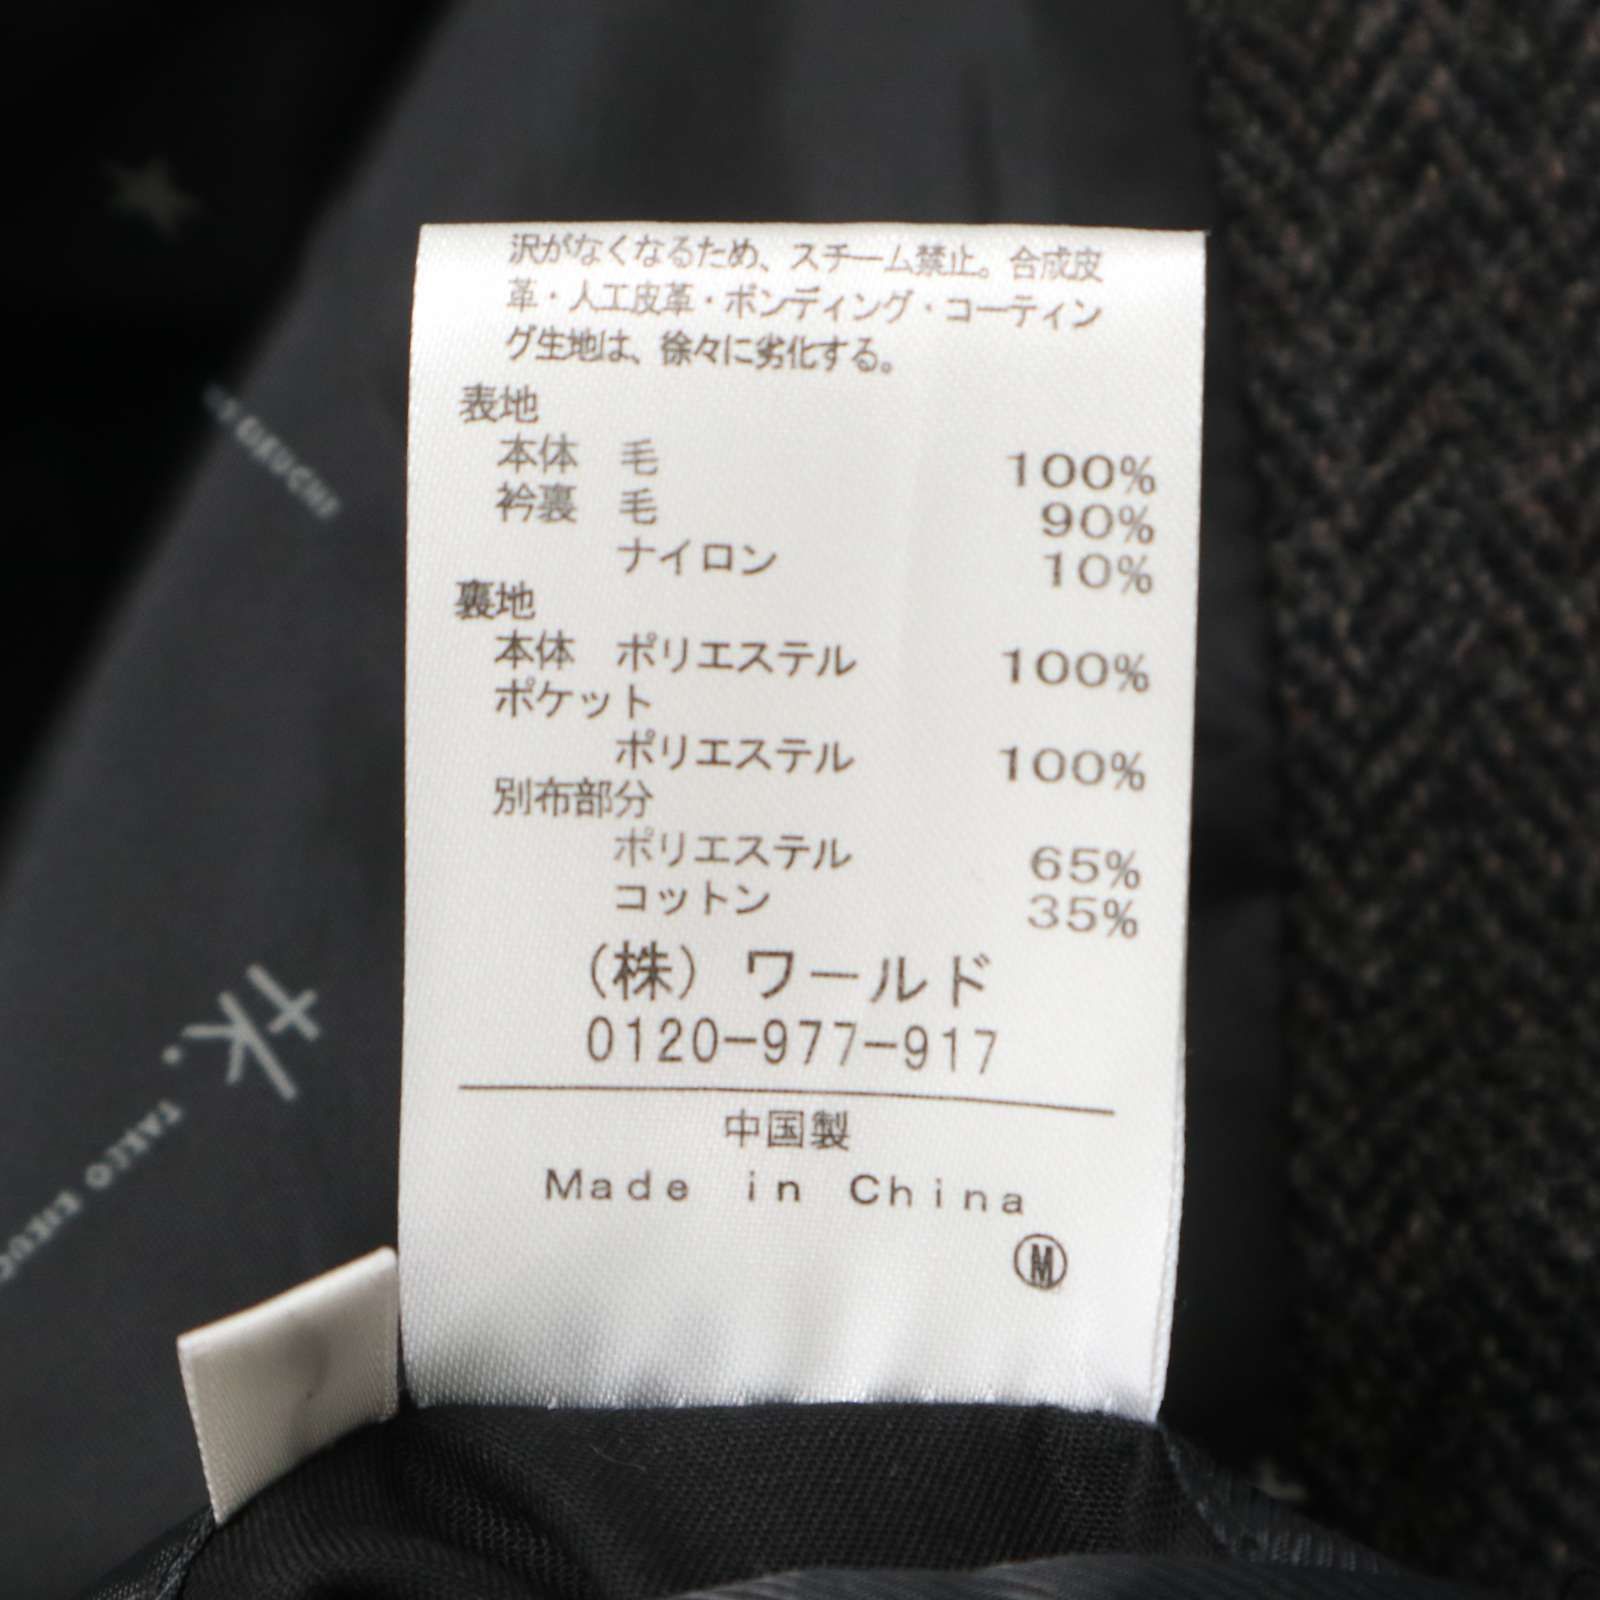 沢がなくなるため、スチーム禁止。合成皮
革・人工皮革・ボンディング・コーティン
グ生地は、徐々に劣化する。
表地
本体 毛 100%
衿裏 毛 90%
ナイロン 10%
裏地
本体 ポリエステル 100%
ポケット
ポリエステル 100%
別布部分
ポリエステル 65%
コットン 35%
(株) ワールド
0120-977-917
中国製
Made in China
M
tk.
TAKEO KIKUC